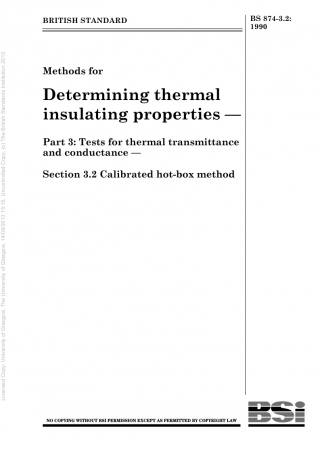 BRITISH STANDARD
BS 874-3.2:
1990
Methods for
Determining thermal
insulating properties —
Part 3: Tests for thermal transmittance
and conductance —
Section 3.2 Calibrated hot-box method
Licensed Copy: University of Glasgow, The University of Glasgow, 14/09/2013 15:15, Uncontrolled Copy, (c) The British Standards Institution 2013
NO COPYING WITHOUT BSI PERMISSION EXCEPT AS PERMITTED BY COPYRIGHT LAW
BSi